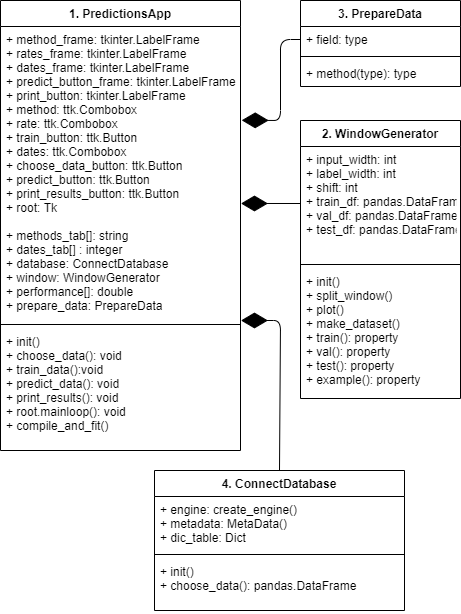 1. PredictionsApp
+ method_frame: tkinter.LabelFrame
+ rates_frame: tkinter.LabelFrame
+ dates_frame: tkinter.LabelFrame
+ predict_button_frame: tkinter.LabelFrame
+ print_button: tkinter.LabelFrame
+ method: ttk.Combobox
+ rate: ttk.Combobox
+ train_button: ttk.Button
+ dates: ttk.Combobox
+ choose_data_button: ttk.Button
+ predict_button: ttk.Button
+ print_results_button: ttk.Button
+ root: Tk
+ methods_tab[]: string
+ dates_tab[] : integer
+ database: ConnectDatabase
+ window: WindowGenerator
+ performance[]: double
+ prepare_data: PrepareData
+ init()
+ choose_data(): void
+ train_data():void
+ predict_data(): void
+ print_results(): void
+ root.mainloop(): void
+ compile_and_fit()
3. PrepareData
+ field: type
+ method(type): type
2. WindowGenerator
+ input_width: int
+ label_width: int
+ shift: int
+ train_df: pandas.DataFram
+ val_df: pandas.DataFrame
+ test_df: pandas.DataFrame
+ init()
+ split_window()
+ plot()
+ make_dataset()
+ train(): property
+ val(): property
+ test(): property
+ example(): property
4. ConnectDatabase
+ engine: create_engine()
+ metadata: MetaData()
+ dic_table: Dict
+ init()
+ choose_data(): pandas.DataFrame